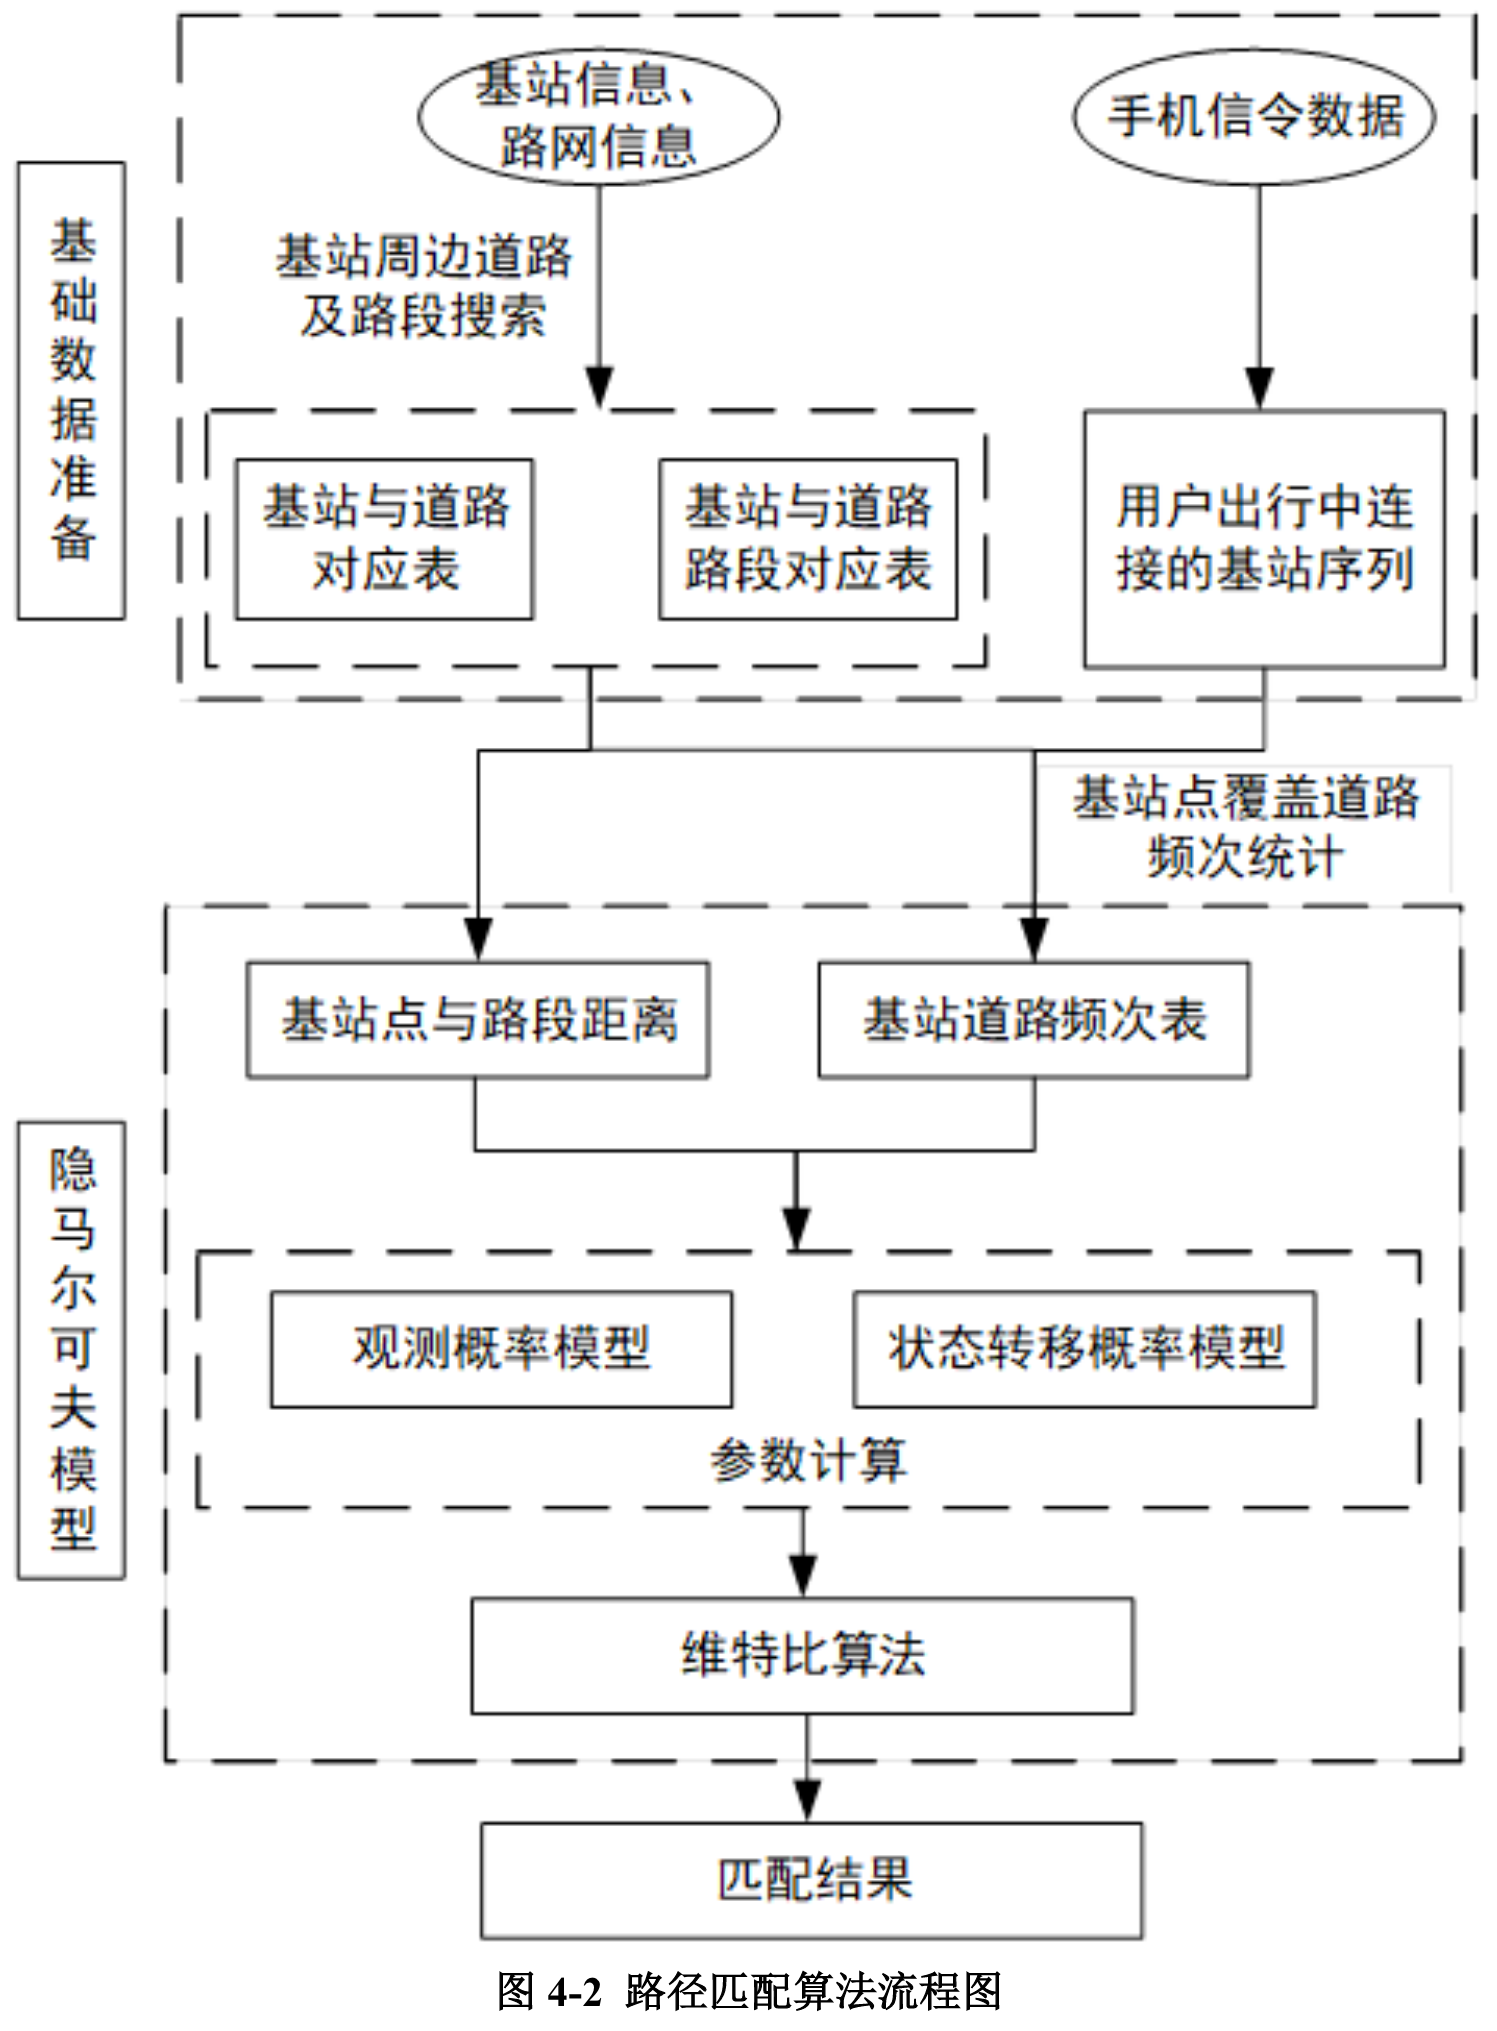 基站信息、
路网信息
手机信令数据
基站周边道路
及路段搜索
基础数据准备
基站与道路
对应表
基站与道路
路段对应表
用户出行中连
接的基站序列
基站点覆盖道路
频次统计
基站点与路段距离
基站道路频次表
隐马尔可夫模型
观测概率模型
状态转移概率模型
参数计算
维特比算法
匹配结果
图 4-2 路径匹配算法流程图